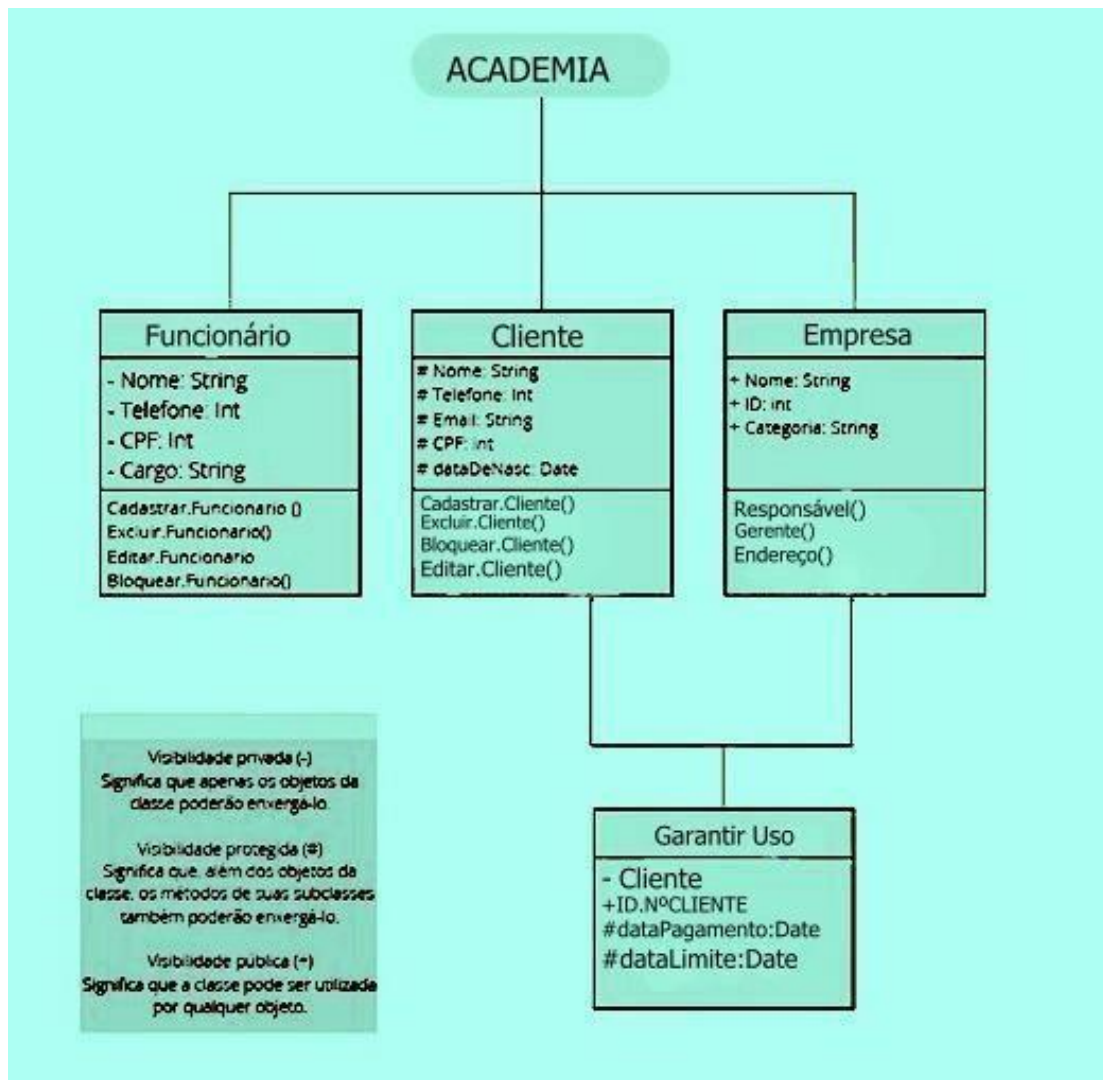 ACADEMIA
Funcionário
- Nome: String
- Telefone: Int
- CPF: Int
- Cargo: String
Cadastrar.Funcionario ()
Excluir.Funcionario()
Editar.Funcionario
Bloquear.Funcionario()
Cliente
# Nome: String
# Telefone: Int
# Email: String
# CPF: int
# dataDeNasc: Date
Cadastrar.Cliente()
Excluir.Cliente()
Bloquear.Cliente()
Editar.Cliente()
Empresa
+ Nome: String
+ ID: int
+ Categoria: String
Responsável()
Gerente()
Endereço()
Visibilidade privada (-)
Significa que apenas os objetos da
classe poderão enxergá-lo.
Visibilidade protegida (#)
Significa que, além dos objetos da
classe, os métodos de suas subclasses
também poderão enxergá-lo.
Visibilidade pública (+)
Significa que a classe pode ser utilizada
por qualquer objeto.
Garantir Uso
- Cliente
+ID.NºCLIENTE
#dataPagamento:Date
#dataLimite:Date